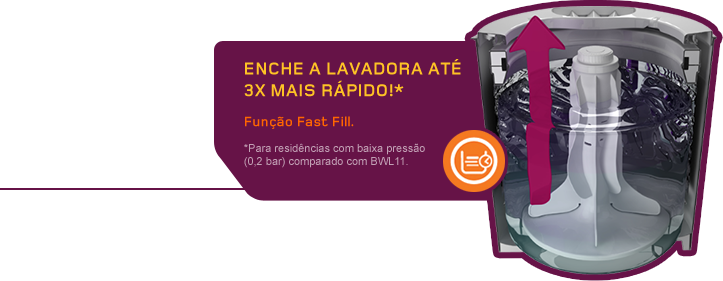 ENCHE A LAVADORA ATÉ
3X MAIS RÁPIDO!*
Função Fast Fill.
*Para residências com baixa pressão
(0,2 bar) comparado com BWL11.